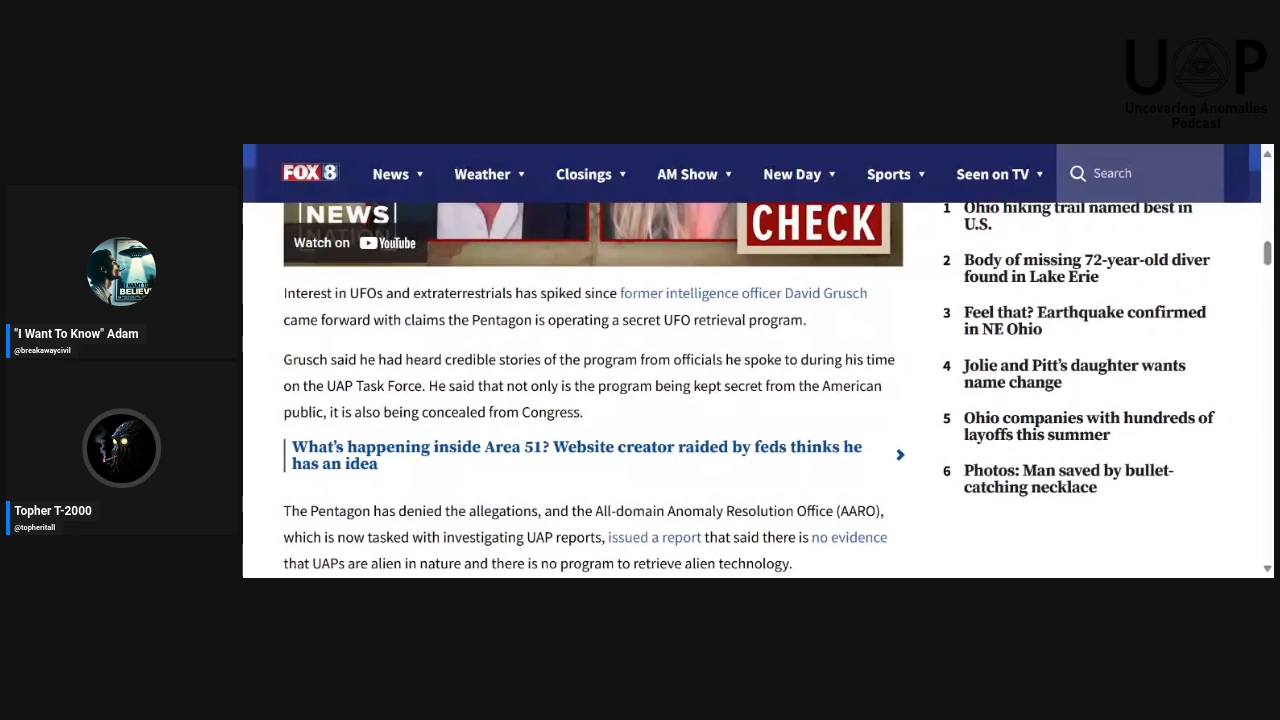 UAP
Uncovering Anomalies
Podcast
FOX 8
News
Weather
Closings
AM Show
New Day
Sports
Seen on TV
Search
NEWS
NATION
Watch on YouTube
CHECK
Interest in UFOs and extraterrestrials has spiked since former intelligence officer David Grusch
came forward with claims the Pentagon is operating a secret UFO retrieval program.
Grusch said he had heard credible stories of the program from officials he spoke to during his time
on the UAP Task Force. He said that not only is the program being kept secret from the American
public, it is also being concealed from Congress.
What's happening inside Area 51? Website creator raided by feds thinks he
has an idea
The Pentagon has denied the allegations, and the All-domain Anomaly Resolution Office (AARO),
which is now tasked with investigating UAP reports, issued a report that said there is no evidence
that UAPs are alien in nature and there is no program to retrieve alien technology.
1 Ohio hiking trail named best in
U.S.
2 Body of missing 72-year-old diver
found in Lake Erie
3 Feel that? Earthquake confirmed
in NE Ohio
4 Jolie and Pitt's daughter wants
name change
5 Ohio companies with hundreds of
layoffs this summer
6 Photos: Man saved by bullet-
catching necklace
"I Want To Know" Adam
@breakawaycivil
Topher T-2000
@topheritall